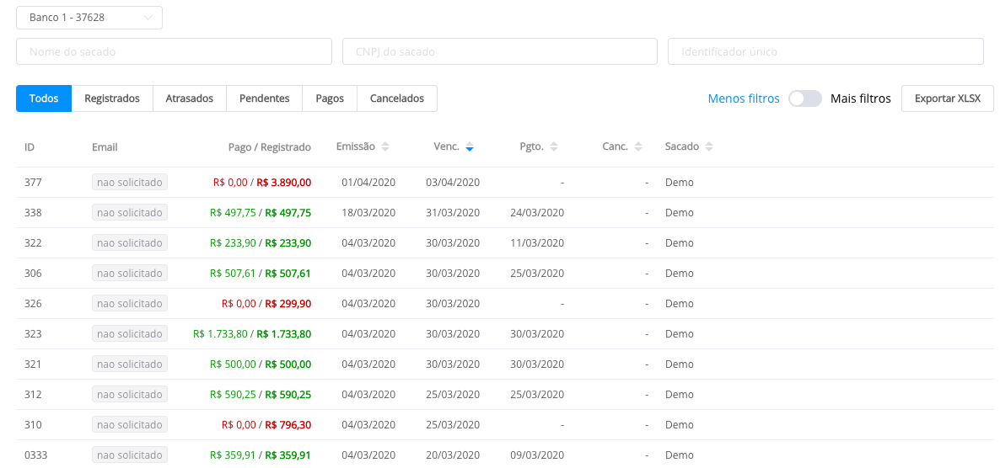 Banco 1 - 37628
Nome do sacado CNPJ do sacado Identificador único
Todos Registrados Atrasados Pendentes Pagos Cancelados Menos filtros Mais filtros Exportar XLSX
ID Email Pago / Registrado Emissão Venc. Pgto. Canc. Sacado
377 nao solicitado R$ 0,00 / R$ 3.890,00 01/04/2020 03/04/2020 - - Demo
338 nao solicitado R$ 497,75 / R$ 497,75 18/03/2020 31/03/2020 24/03/2020 - Demo
322 nao solicitado R$ 233,90 / R$ 233,90 04/03/2020 30/03/2020 11/03/2020 - Demo
306 nao solicitado R$ 507,61 / R$ 507,61 04/03/2020 30/03/2020 25/03/2020 - Demo
326 nao solicitado R$ 0,00 / R$ 299,90 04/03/2020 30/03/2020 - - Demo
323 nao solicitado R$ 1.733,80 / R$ 1.733,80 04/03/2020 30/03/2020 30/03/2020 - Demo
321 nao solicitado R$ 500,00 / R$ 500,00 04/03/2020 30/03/2020 30/03/2020 - Demo
312 nao solicitado R$ 590,25 / R$ 590,25 04/03/2020 25/03/2020 25/03/2020 - Demo
310 nao solicitado R$ 0,00 / R$ 796,30 04/03/2020 25/03/2020 - - Demo
0333 nao solicitado R$ 359,91 / R$ 359,91 04/03/2020 20/03/2020 09/03/2020 - Demo